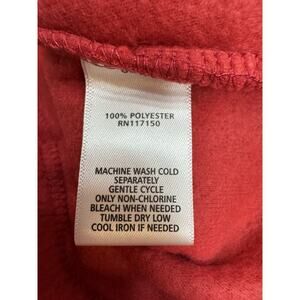 100% POLYESTER
RN117150
MACHINE WASH COLD
SEPARATELY
GENTLE CYCLE
ONLY NON-CHLORINE
BLEACH WHEN NEEDED
TUMBLE DRY LOW
COOL IRON IF NEEDED